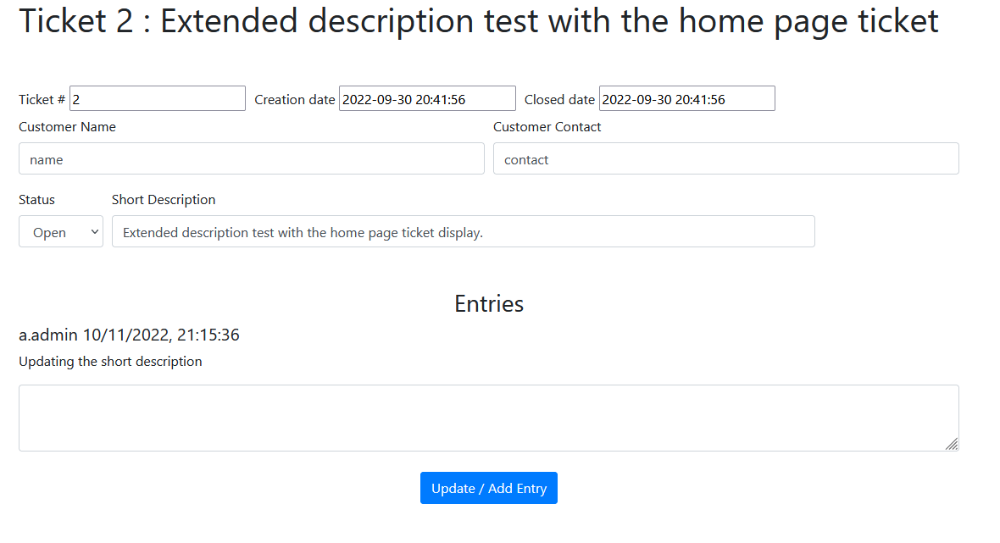 Ticket 2 : Extended description test with the home page ticket
Ticket # 2 Creation date 2022-09-30 20:41:56 Closed date 2022-09-30 20:41:56
Customer Name Customer Contact
name contact
Status Short Description
Open Extended description test with the home page ticket display.
Entries
a.admin 10/11/2022, 21:15:36
Updating the short description
Update / Add Entry